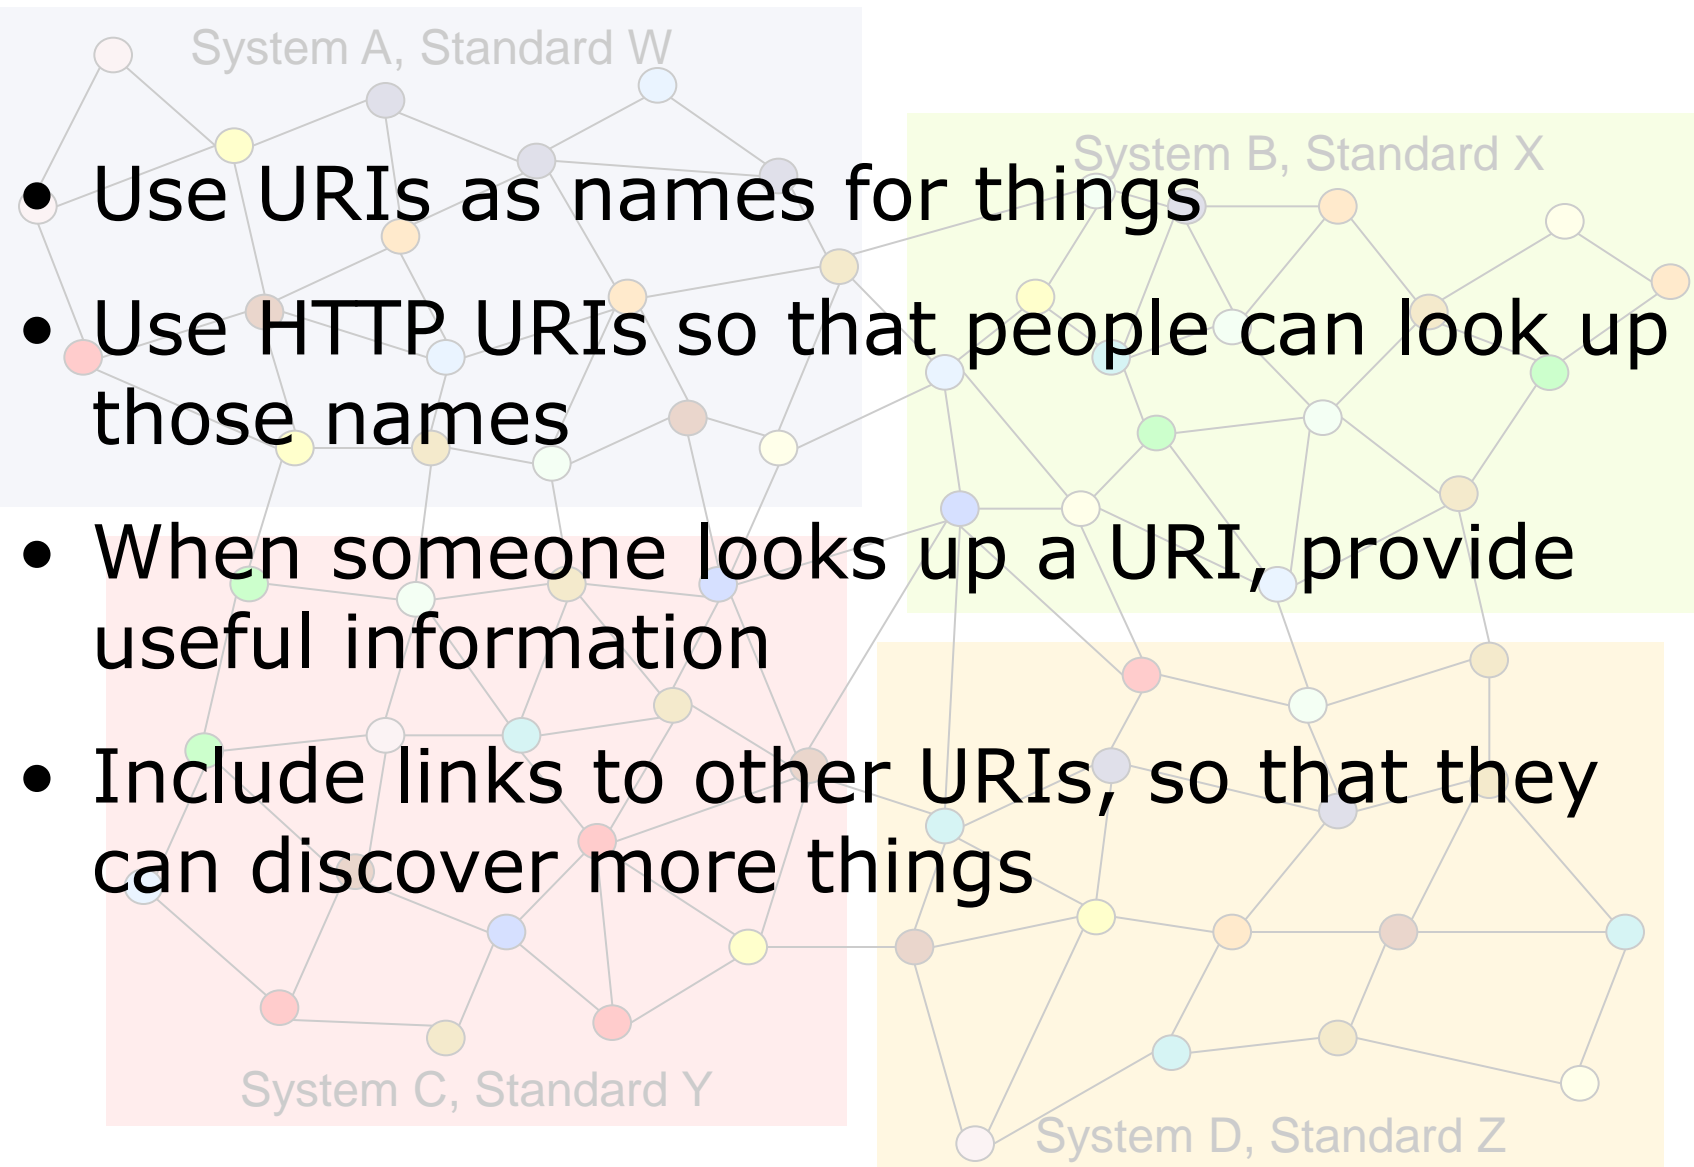 System A, Standard W
System B, Standard X
• Use URIs as names for things
• Use HTTP URIs so that people can look up
those names
• When someone looks up a URI, provide
useful information
• Include links to other URIs, so that they
can discover more things
System C, Standard Y
System D, Standard Z